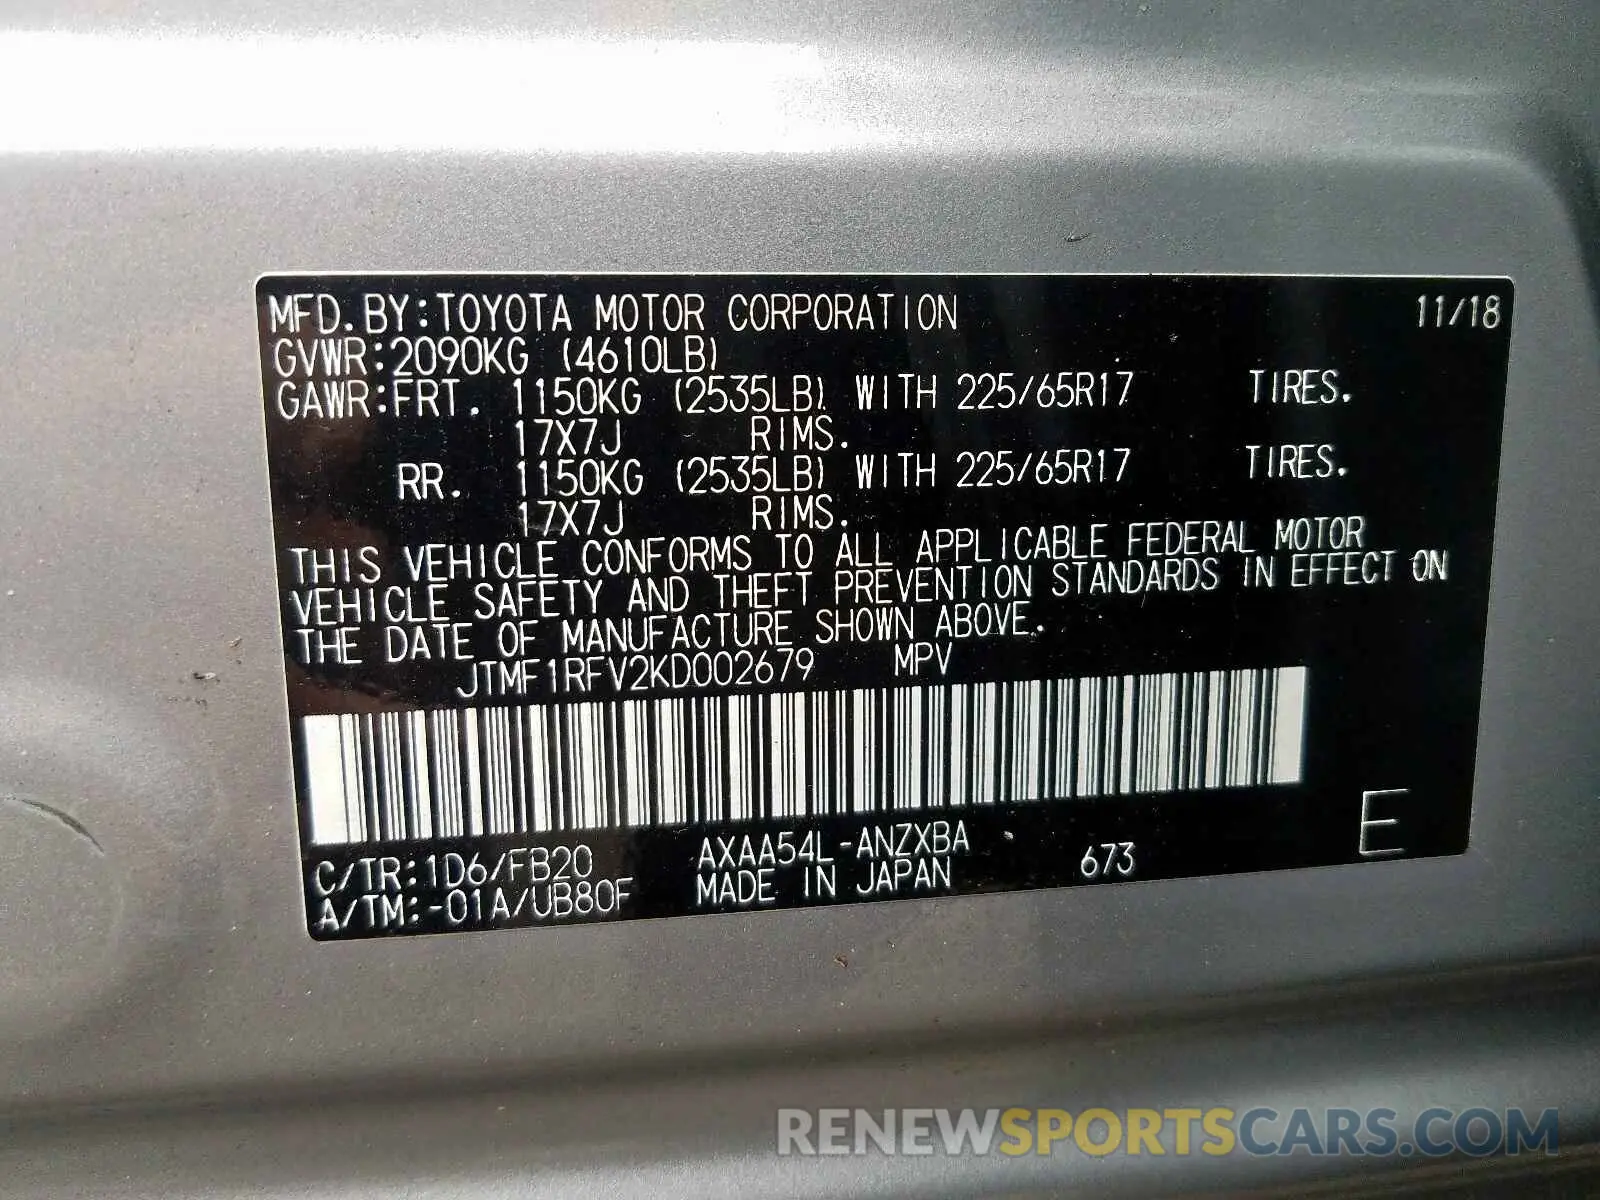 MFD. BY: TOYOTA MOTOR CORPORATION 11/18
GVWR: 2090KG (4610LB)
GAWR: FRT. 1150KG (2535LB) WITH 225/65R17 TIRES.
17X7J RIMS.
RR. 1150KG (2535LB) WITH 225/65R17 TIRES.
17X7J RIMS.
THIS VEHICLE CONFORMS TO ALL APPLICABLE FEDERAL MOTOR
VEHICLE SAFETY AND THEFT PREVENTION STANDARDS IN EFFECT ON
THE DATE OF MANUFACTURE SHOWN ABOVE.
JTMF1RFV2KD002679 MPV
C/TR: 1D6/FB20 AXAA54L-ANZXBA 673 E
A/TM: -01A/UB80F MADE IN JAPAN
RENEWSPORTSCARS.COM